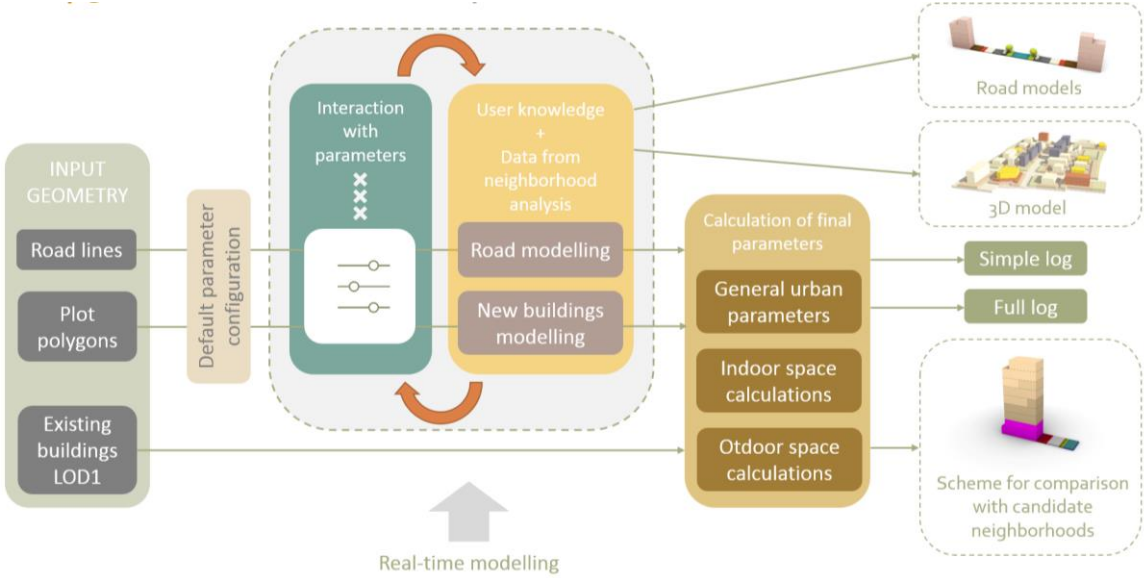 INPUT
GEOMETRY
Road lines
Plot
polygons
Existing
buildings
LOD1
Default parameter
configuration
Interaction
with
parameters
User knowledge
+
Data from
neighborhood
analysis
Road modelling
New buildings
modelling
Calculation of final
parameters
General urban
parameters
Indoor space
calculations
Otdoor space
calculations
Road models
3D model
Simple log
Full log
Scheme for comparison
with candidate
neighborhoods
Real-time modelling